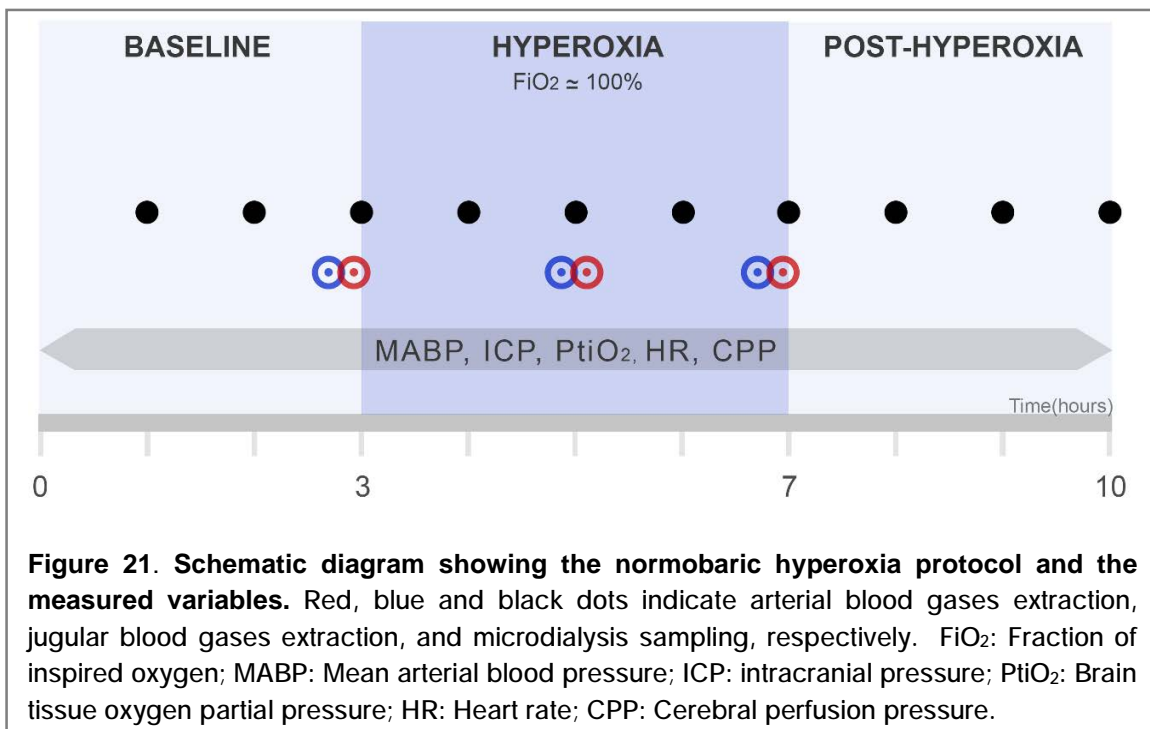 BASELINE HYPEROXIA POST-HYPEROXIA
FiO2 ≃ 100%
MABP, ICP, PtiO2, HR, CPP
Time(hours)
0 3 7 10
Figure 21. Schematic diagram showing the normobaric hyperoxia protocol and the
measured variables. Red, blue and black dots indicate arterial blood gases extraction,
jugular blood gases extraction, and microdialysis sampling, respectively. FiO2: Fraction of
inspired oxygen; MABP: Mean arterial blood pressure; ICP: intracranial pressure; PtiO2: Brain
tissue oxygen partial pressure; HR: Heart rate; CPP: Cerebral perfusion pressure.